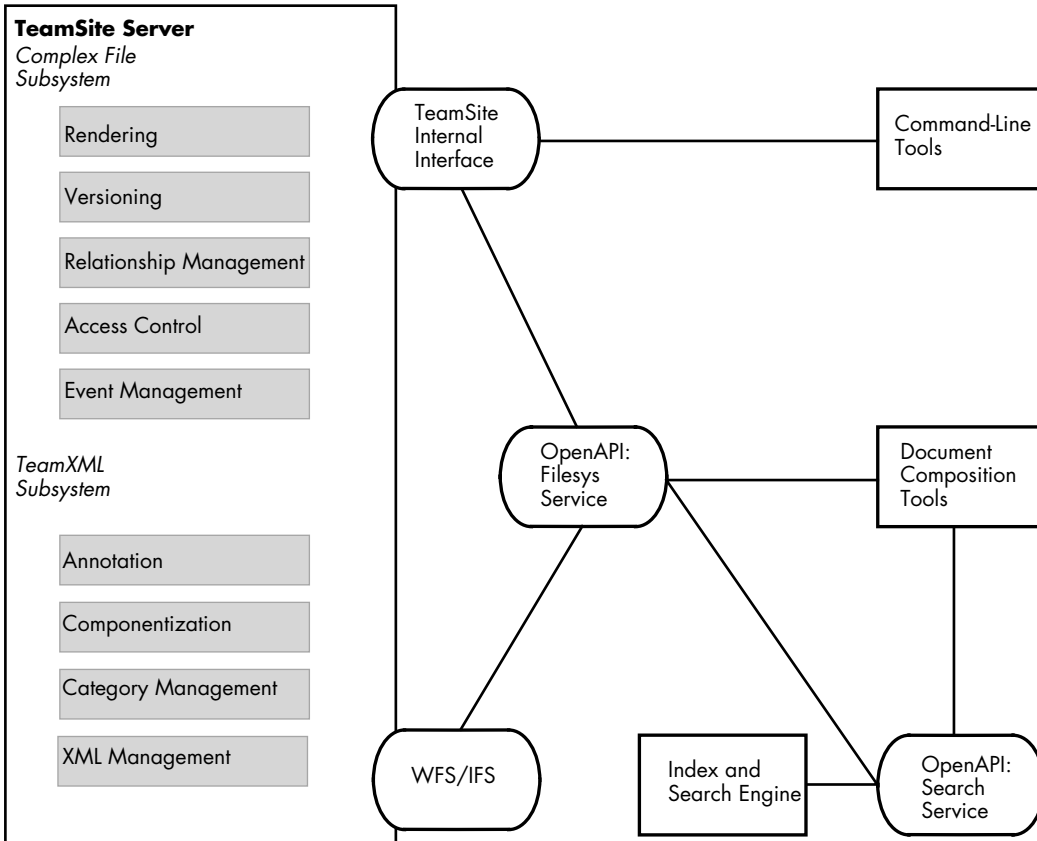 TeamSite Server
Complex File
Subsystem
Rendering
Versioning
Relationship Management
Access Control
Event Management
TeamXML
Subsystem
Annotation
Componentization
Category Management
XML Management
TeamSite
Internal
Interface
Command-Line
Tools
OpenAPI:
Filesys
Service
Document
Composition
Tools
WFS/IFS
Index and
Search Engine
OpenAPI:
Search
Service